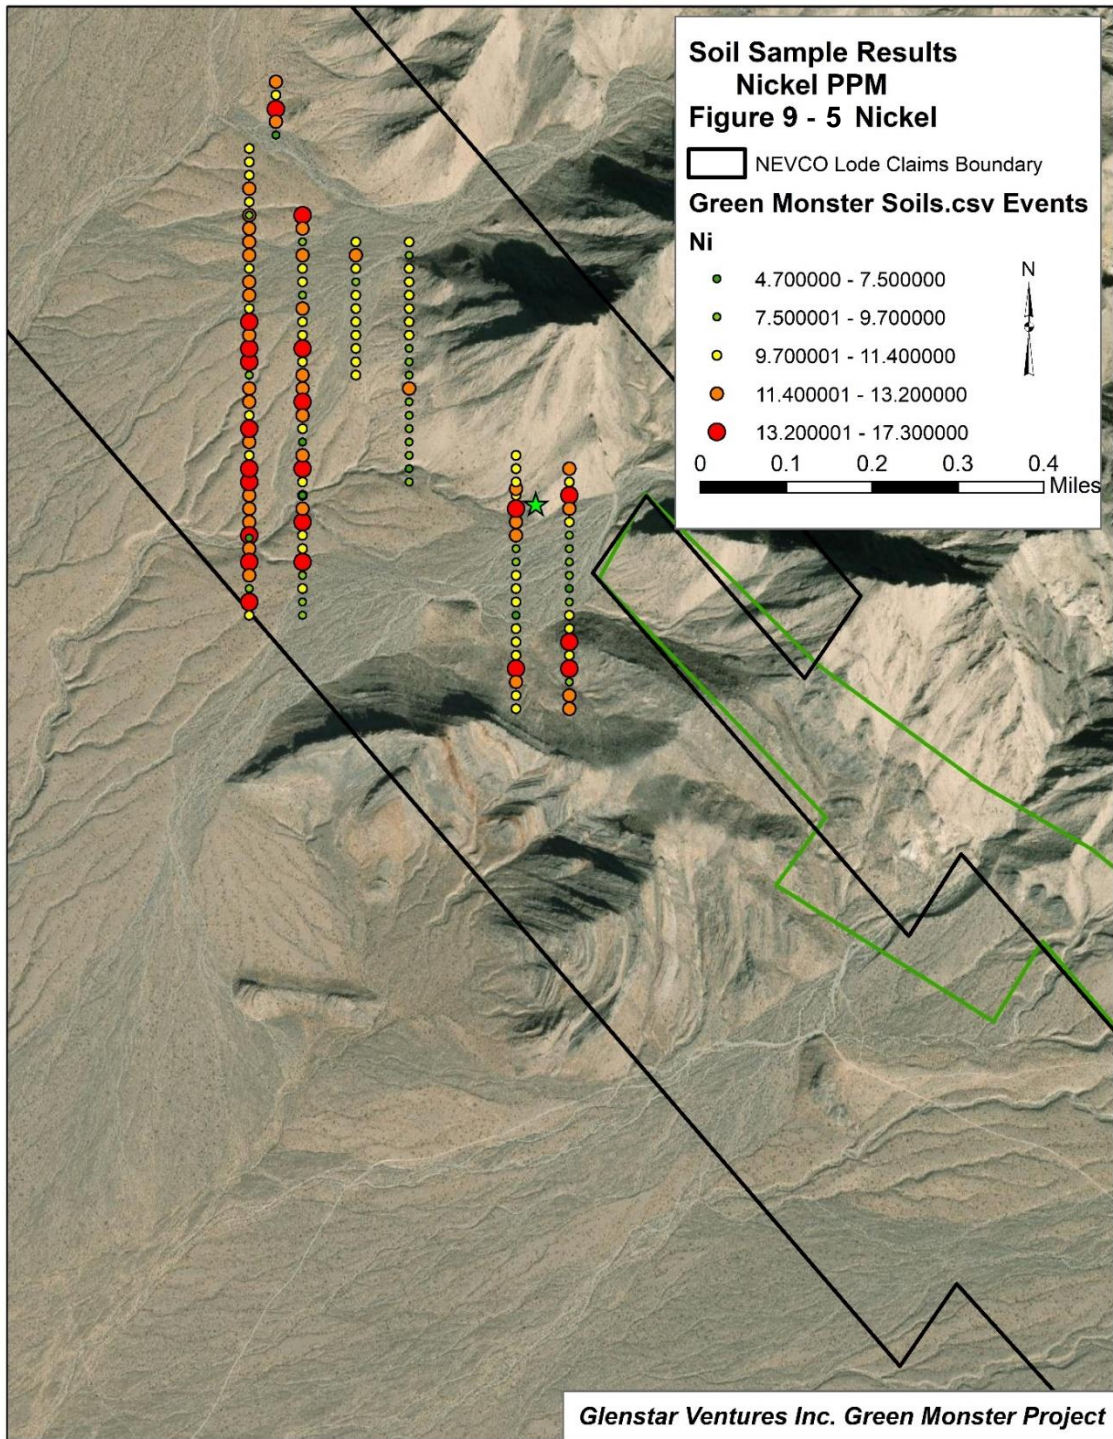 Soil Sample Results
Nickel PPM
Figure 9 - 5 Nickel
NEVCO Lode Claims Boundary
Green Monster Soils.csv Events
Ni
4.700000 - 7.500000
7.500001 - 9.700000
9.700001 - 11.400000
11.400001 - 13.200000
13.200001 - 17.300000
N
0 0.1 0.2 0.3 0.4
Miles
Glenstar Ventures Inc. Green Monster Project